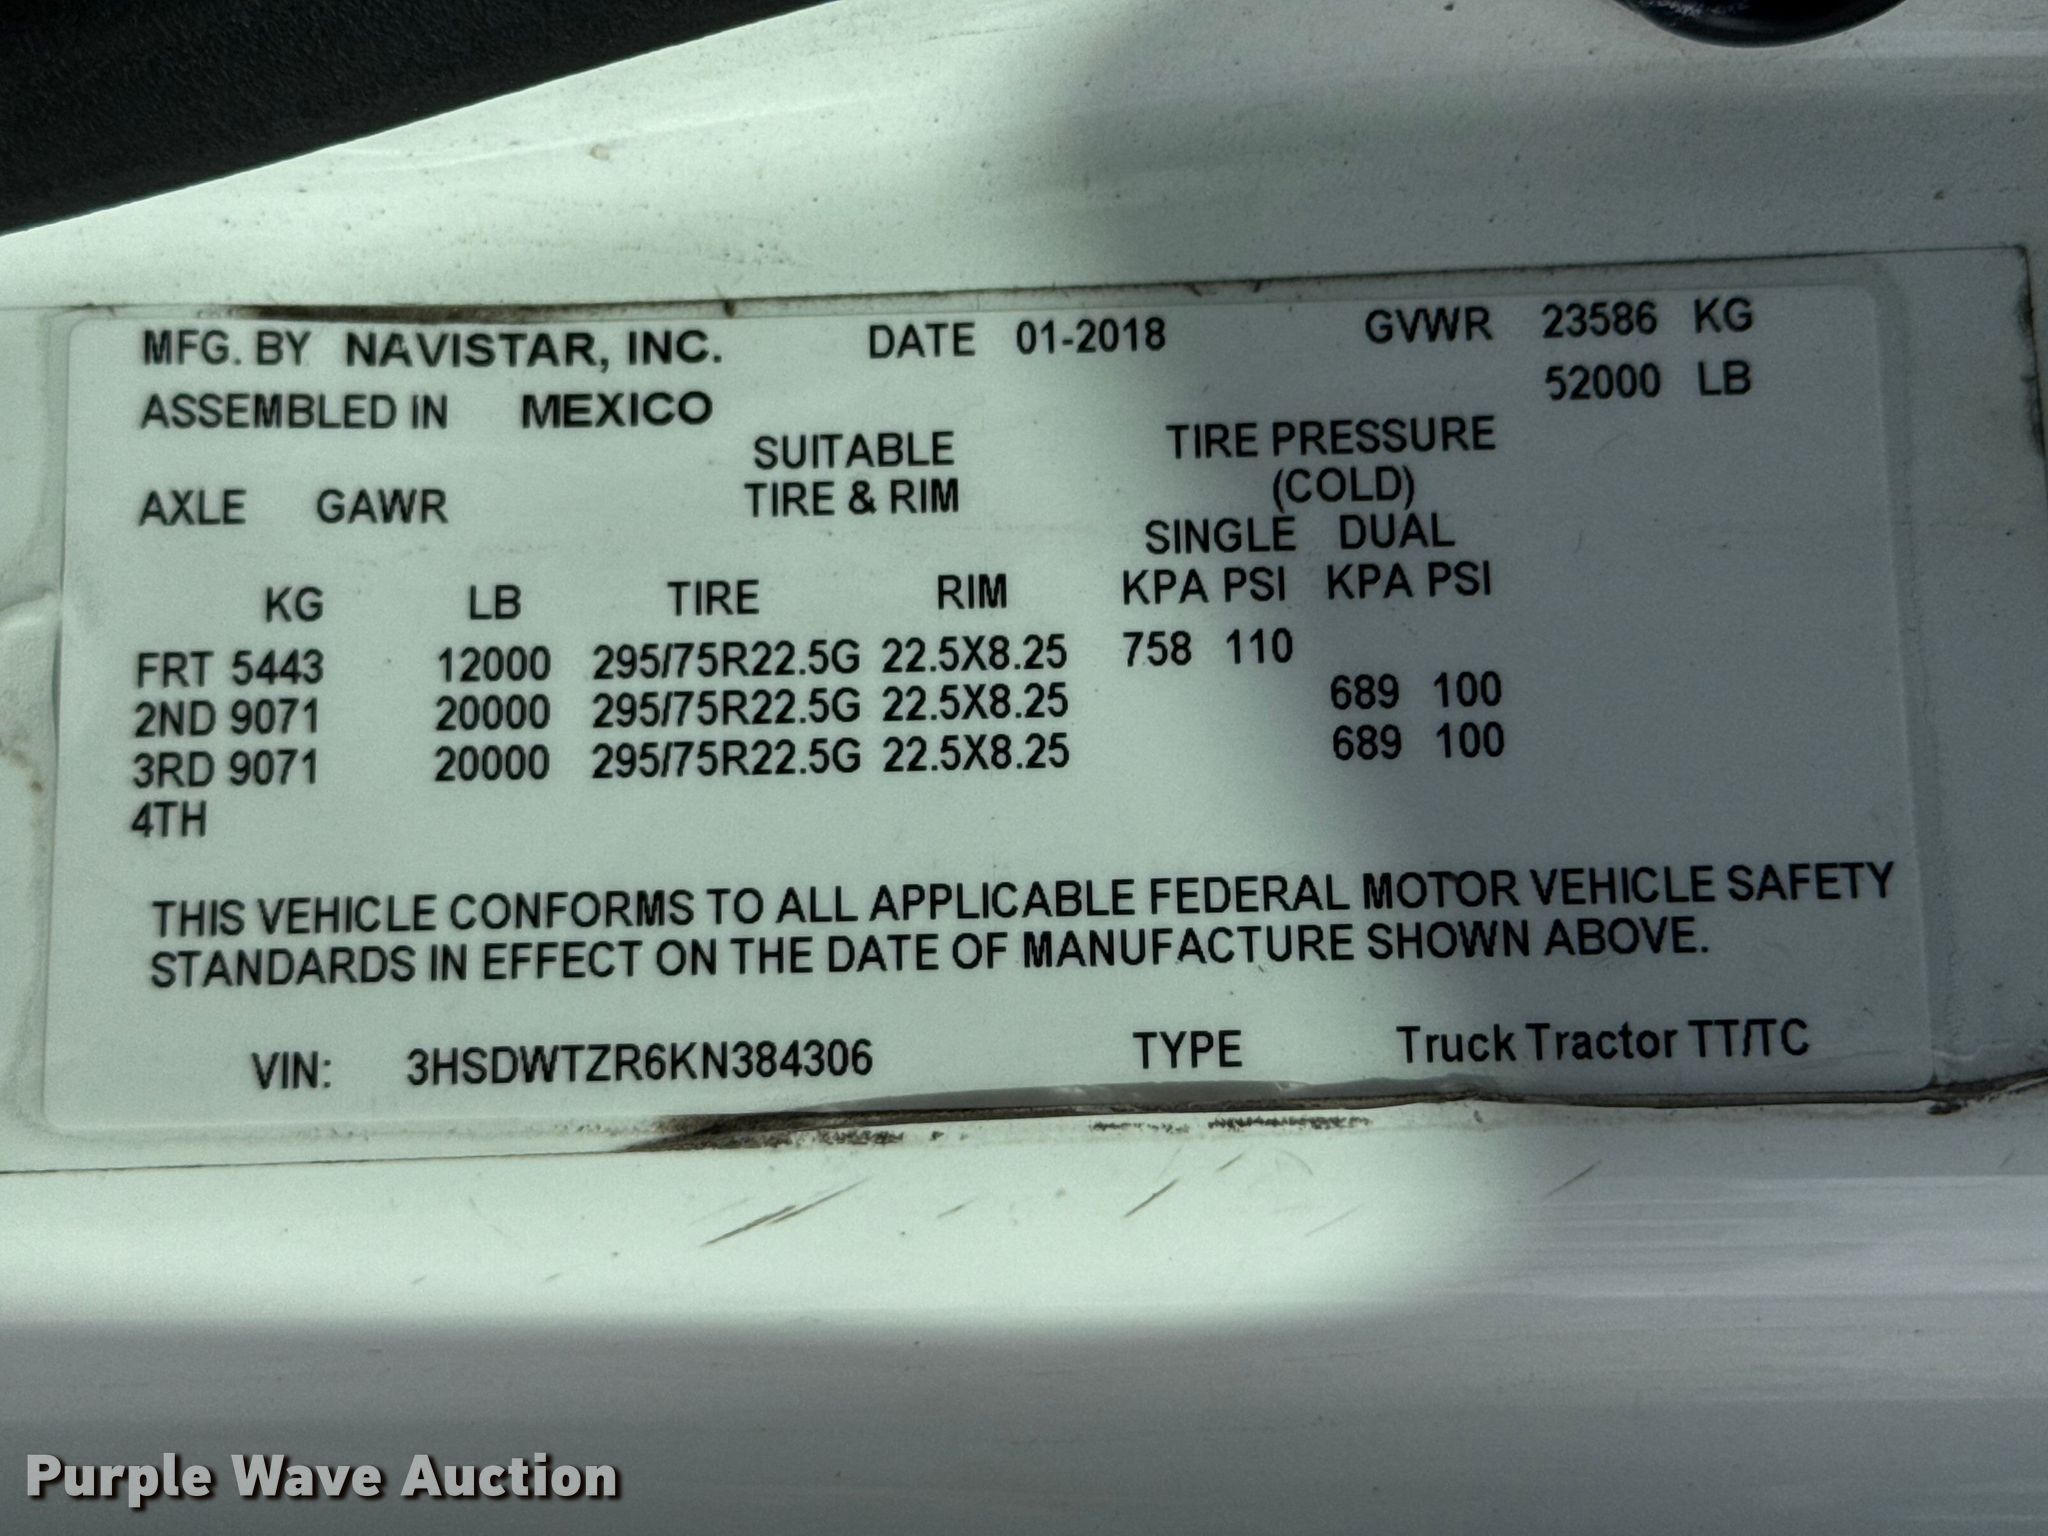 MFG. BY NAVISTAR, INC. DATE 01-2018 GVWR 23586 KG
52000 LB
ASSEMBLED IN MEXICO
SUITABLE TIRE PRESSURE
AXLE GAWR TIRE & RIM (COLD)
SINGLE DUAL
KG LB TIRE RIM KPA PSI KPA PSI
FRT 5443 12000 295/75R22.5G 22.5X8.25 758 110
2ND 9071 20000 295/75R22.5G 22.5X8.25 689 100
3RD 9071 20000 295/75R22.5G 22.5X8.25 689 100
4TH
THIS VEHICLE CONFORMS TO ALL APPLICABLE FEDERAL MOTOR VEHICLE SAFETY
STANDARDS IN EFFECT ON THE DATE OF MANUFACTURE SHOWN ABOVE.
VIN: 3HSDWTZR6KN384306 TYPE Truck Tractor TT/TC
Purple Wave Auction